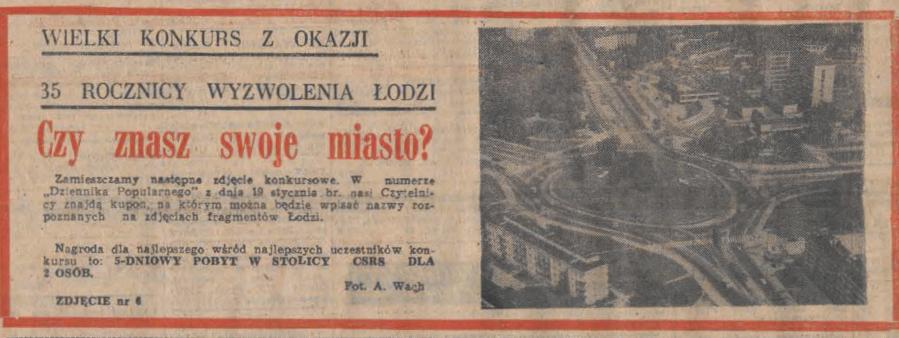 WIELKI KONKURS Z OKAZJI
35 ROCZNICY WYZWOLENIA ŁODZI
Czy znasz swoje miasto?
Zamieszczamy następne zdjęcie konkursowe. W numerze
„Dziennika Popularnego" z dnia 19 stycznia br. nasi Czytelni-
cy znajdą kupon, na którym można będzie wpisać nazwy roz-
poznanych na zdjęciach fragmentów Łodzi.
Nagroda dla najlepszego wśród najlepszych uczestników kon-
kursu to: 5-DNIOWY POBYT W STOLICY CSRS DLA
2 OSÓB.
Fot. A. Wach
ZDJĘCIE nr 6